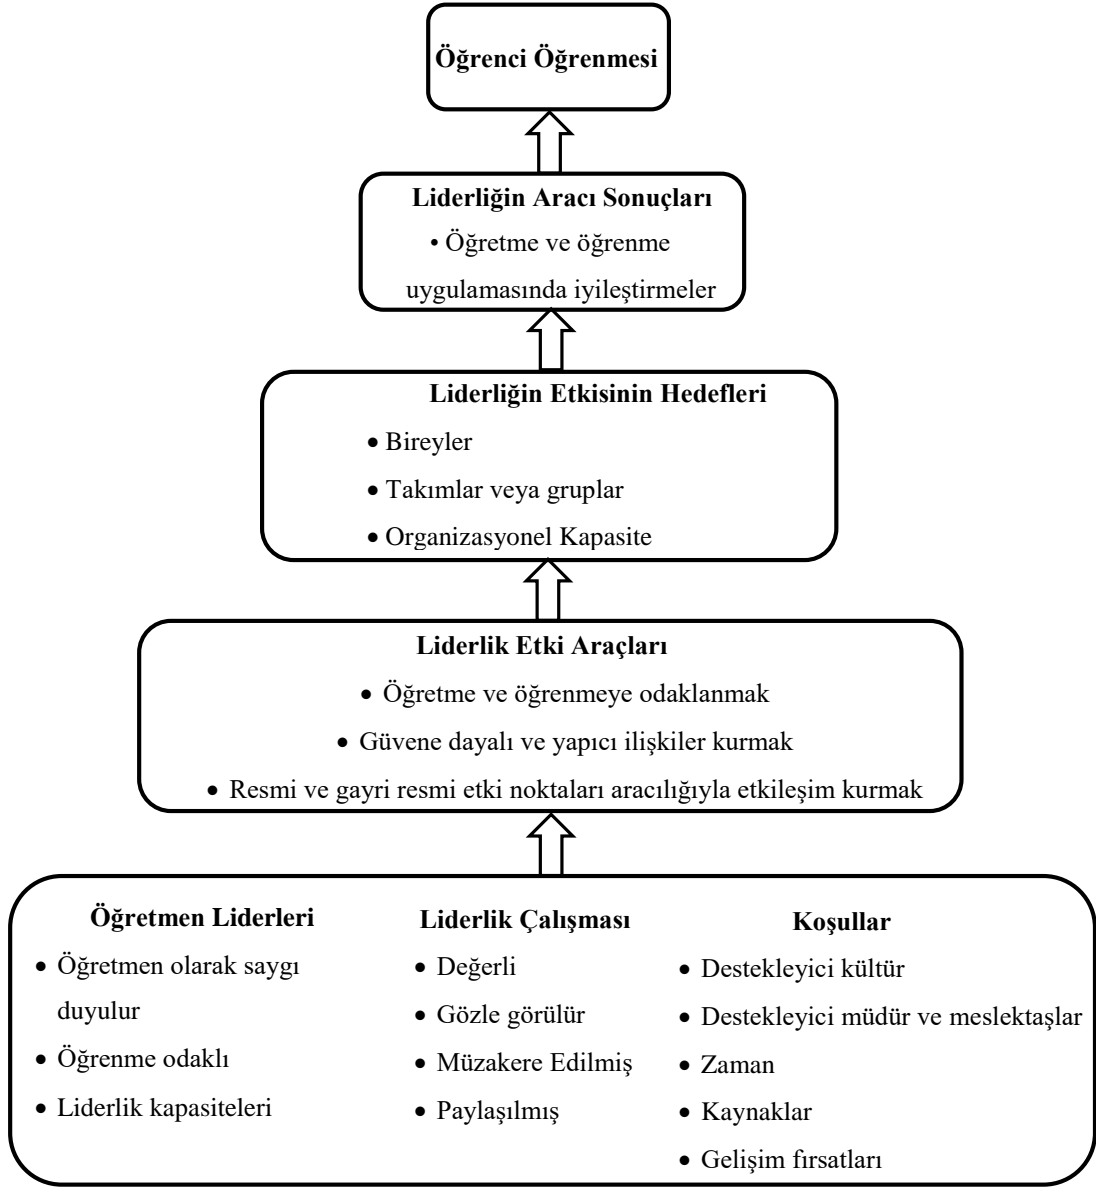 Öğrenci Öğrenmesi
Liderliğin Aracı Sonuçları
• Öğretme ve öğrenme
uygulamasında iyileştirmeler
Liderliğin Etkisinin Hedefleri
• Bireyler
• Takımlar veya gruplar
• Organizasyonel Kapasite
Liderlik Etki Araçları
• Öğretme ve öğrenmeye odaklanmak
• Güvene dayalı ve yapıcı ilişkiler kurmak
• Resmi ve gayri resmi etki noktaları aracılığıyla etkileşim kurmak
Öğretmen Liderleri
• Öğretmen olarak saygı
duyulur
• Öğrenme odaklı
• Liderlik kapasiteleri
Liderlik Çalışması
• Değerli
• Gözle görülür
• Müzakere Edilmiş
• Paylaşılmış
Koşullar
• Destekleyici kültür
• Destekleyici müdür ve meslektaşlar
• Zaman
• Kaynaklar
• Gelişim fırsatları